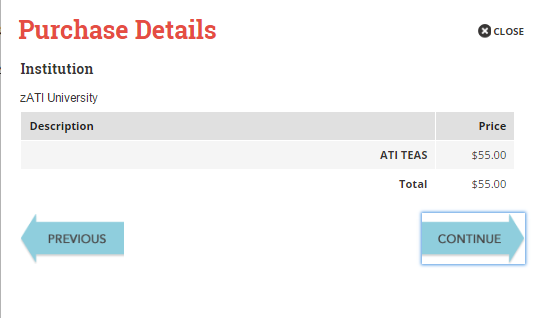 Purchase Details
CLOSE
Institution
zATI University
Description Price
ATI TEAS $55.00
Total $55.00
PREVIOUS CONTINUE